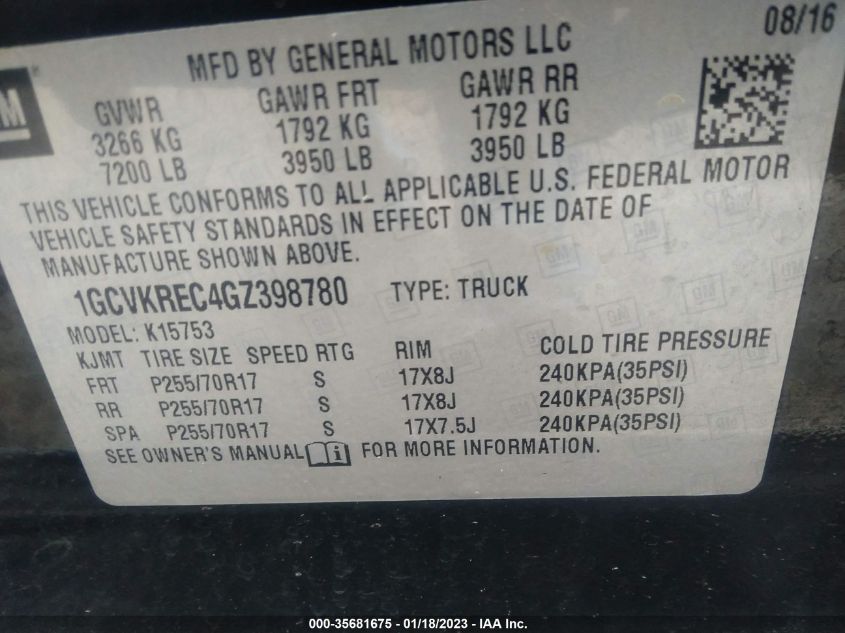 08/16
MFD BY GENERAL MOTORS LLC
GVWR GAWR FRT GAWR RR
3266 KG 1792 KG 1792 KG
7200 LB 3950 LB 3950 LB
THIS VEHICLE CONFORMS TO ALL APPLICABLE U.S. FEDERAL MOTOR
VEHICLE SAFETY STANDARDS IN EFFECT ON THE DATE OF
MANUFACTURE SHOWN ABOVE.
1GCVKREC4GZ398780 TYPE: TRUCK
MODEL: K15753
KJMT TIRE SIZE SPEED RTG RIM COLD TIRE PRESSURE
FRT P255/70R17 S 17X8J 240KPA(35PSI)
RR P255/70R17 S 17X8J 240KPA(35PSI)
SPA P255/70R17 S 17X7.5J 240KPA(35PSI)
SEE OWNER'S MANUAL FOR MORE INFORMATION.
000-35681675 - 01/18/2023 - IAA Inc.